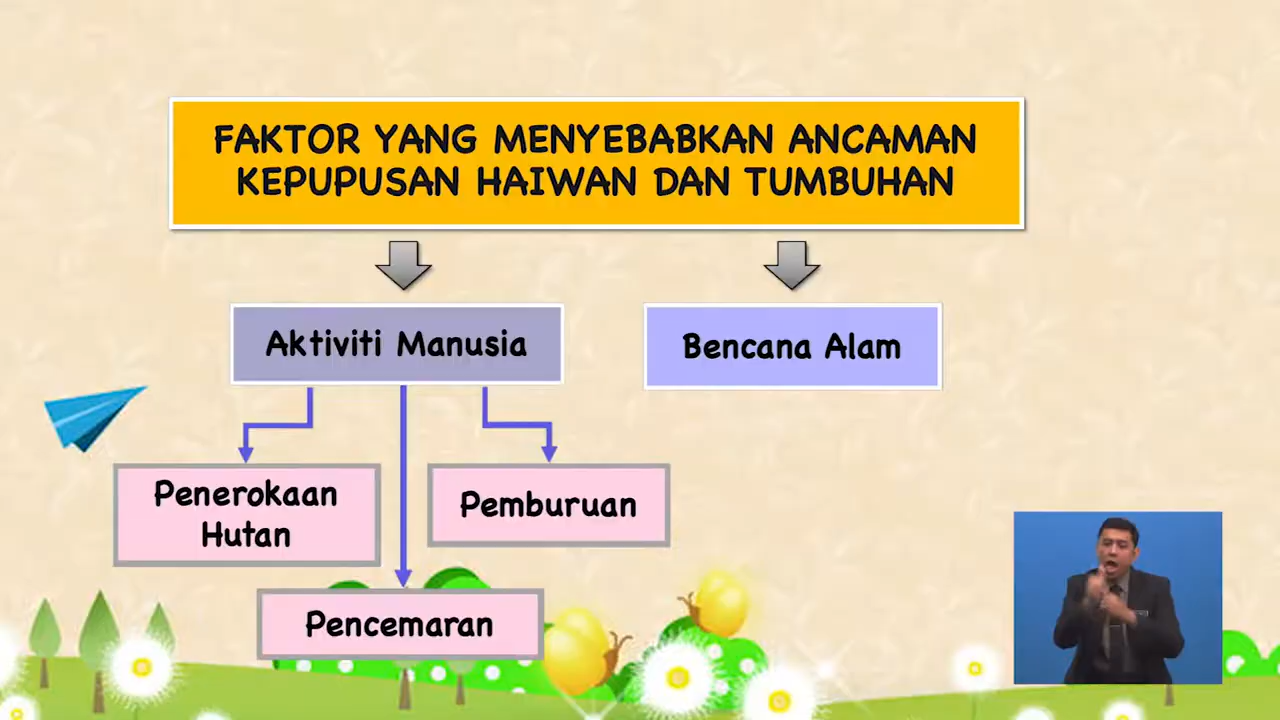 FAKTOR YANG MENYEBABKAN ANCAMAN
KEPUPUSAN HAIWAN DAN TUMBUHAN
Aktiviti Manusia
Bencana Alam
Penerokaan
Hutan
Pemburuan
Pencemaran